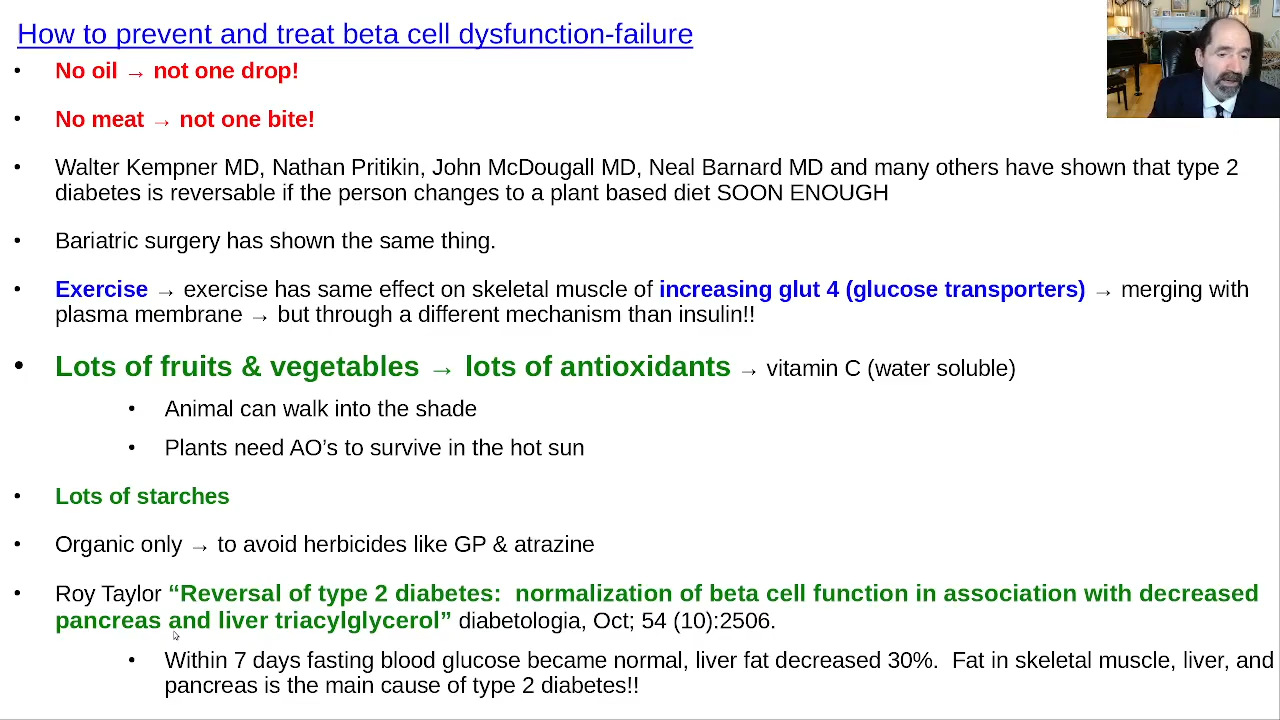 How to prevent and treat beta cell dysfunction-failure
• No oil → not one drop!
• No meat → not one bite!
• Walter Kempner MD, Nathan Pritikin, John McDougall MD, Neal Barnard MD and many others have shown that type 2
diabetes is reversable if the person changes to a plant based diet SOON ENOUGH
• Bariatric surgery has shown the same thing.
• Exercise → exercise has same effect on skeletal muscle of increasing glut 4 (glucose transporters) → merging with
plasma membrane → but through a different mechanism than insulin!!
• Lots of fruits & vegetables → lots of antioxidants → vitamin C (water soluble)
• Animal can walk into the shade
• Plants need AO’s to survive in the hot sun
• Lots of starches
• Organic only → to avoid herbicides like GP & atrazine
• Roy Taylor “Reversal of type 2 diabetes:  normalization of beta cell function in association with decreased
pancreas and liver triacylglycerol” diabetologia, Oct; 54 (10):2506.
• Within 7 days fasting blood glucose became normal, liver fat decreased 30%.  Fat in skeletal muscle, liver, and
pancreas is the main cause of type 2 diabetes!!